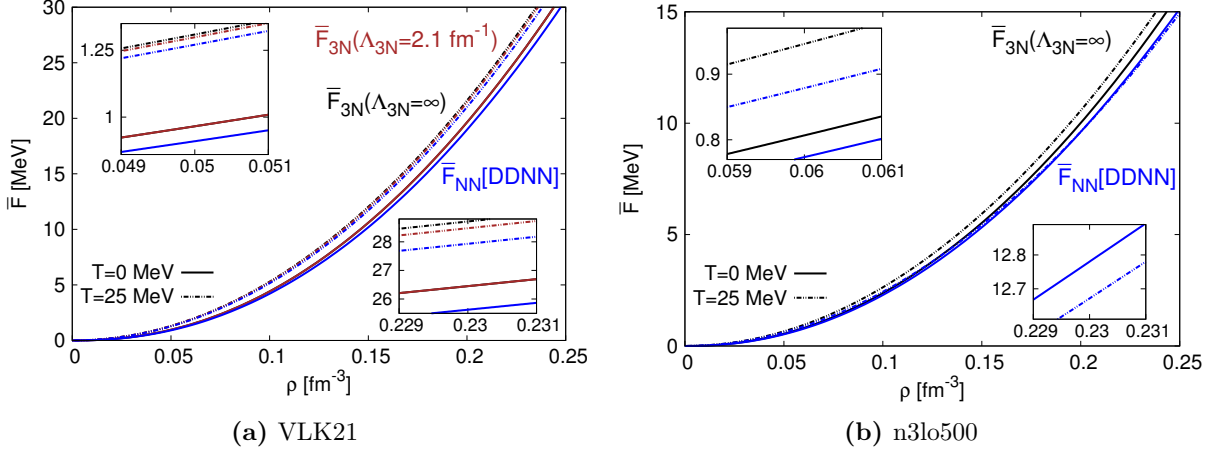 30
25
20
15
10
5
0
F̅ [MeV]
1.25
1
0.049
0.05
0.051
F̅3N(Λ3N=2.1 fm-1)
F̅3N(Λ3N=∞)
F̅NN[DDNN]
T=0 MeV
T=25 MeV
28
27
26
0.229
0.23
0.231
0
0.05
0.1
0.15
0.2
0.25
ρ [fm-3]
(a) VLK21
15
10
5
0
F̅ [MeV]
0.9
0.8
0.059
0.06
0.061
F̅3N(Λ3N=∞)
F̅NN[DDNN]
T=0 MeV
T=25 MeV
12.8
12.7
0.229
0.23
0.231
0
0.05
0.1
0.15
0.2
0.25
ρ [fm-3]
(b) n3lo500